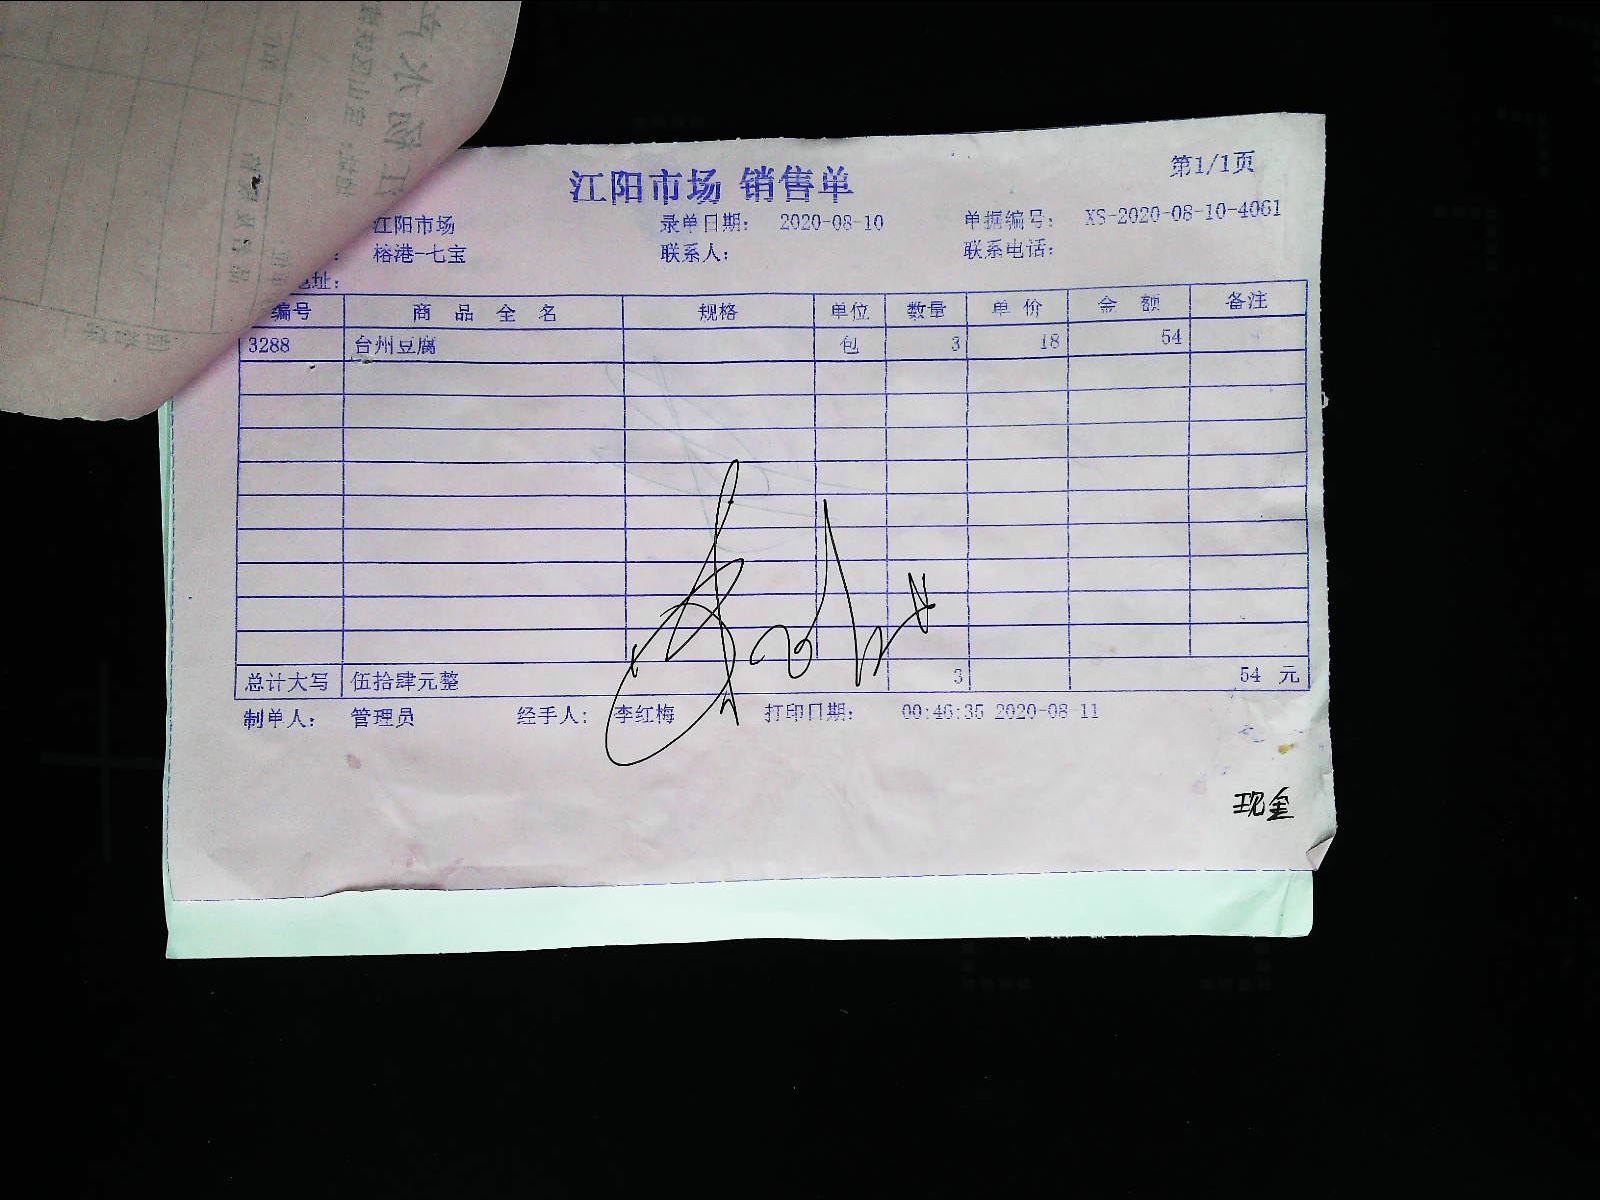 第1/1页
江阳市场 销售单
江阳市场 录单日期： 2020-08-10 单据编号： XS-2020-08-10-4061
： 榕港-七宝 联系人： 联系电话：
址：
编号 商 品 全 名 规格 单位 数量 单 价 金 额 备注
3288 台州豆腐 包 3 18 54
总计大写 伍拾肆元整 3 54 元
制单人： 管理员 经手人： 李红梅 打印日期： 00:46:35 2020-08-11
现金